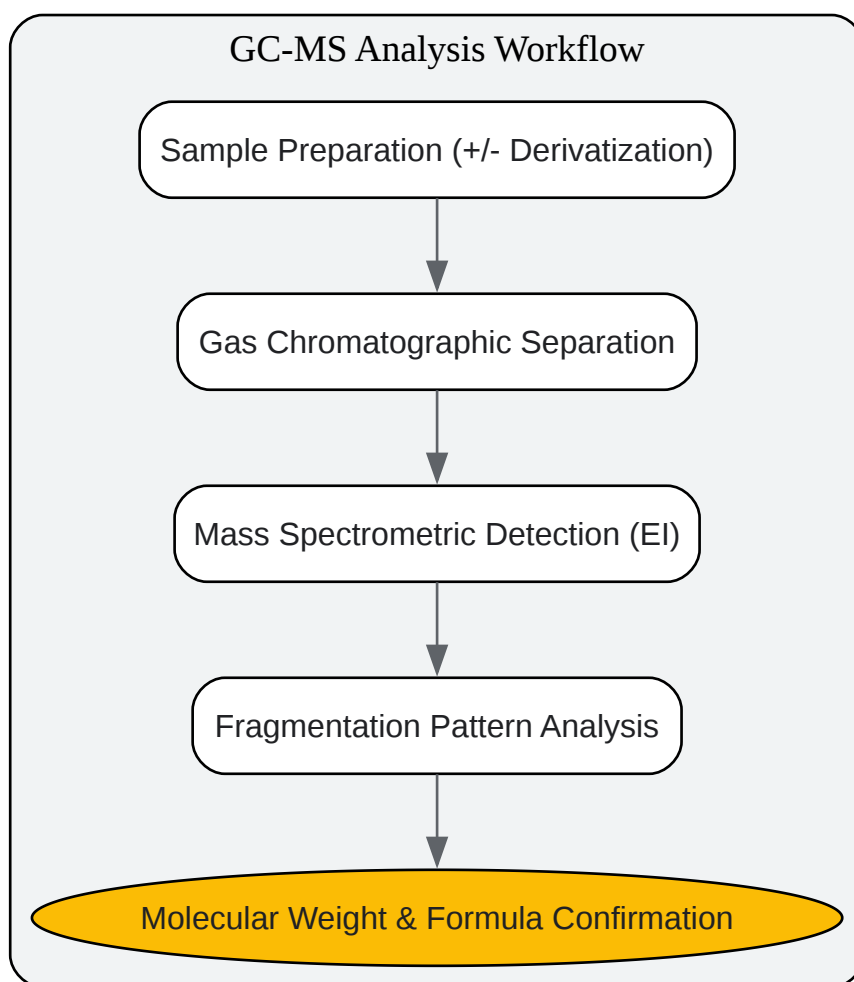 GC-MS Analysis Workflow
Sample Preparation (+/- Derivatization)
Gas Chromatographic Separation
Mass Spectrometric Detection (EI)
Fragmentation Pattern Analysis
Molecular Weight & Formula Confirmation